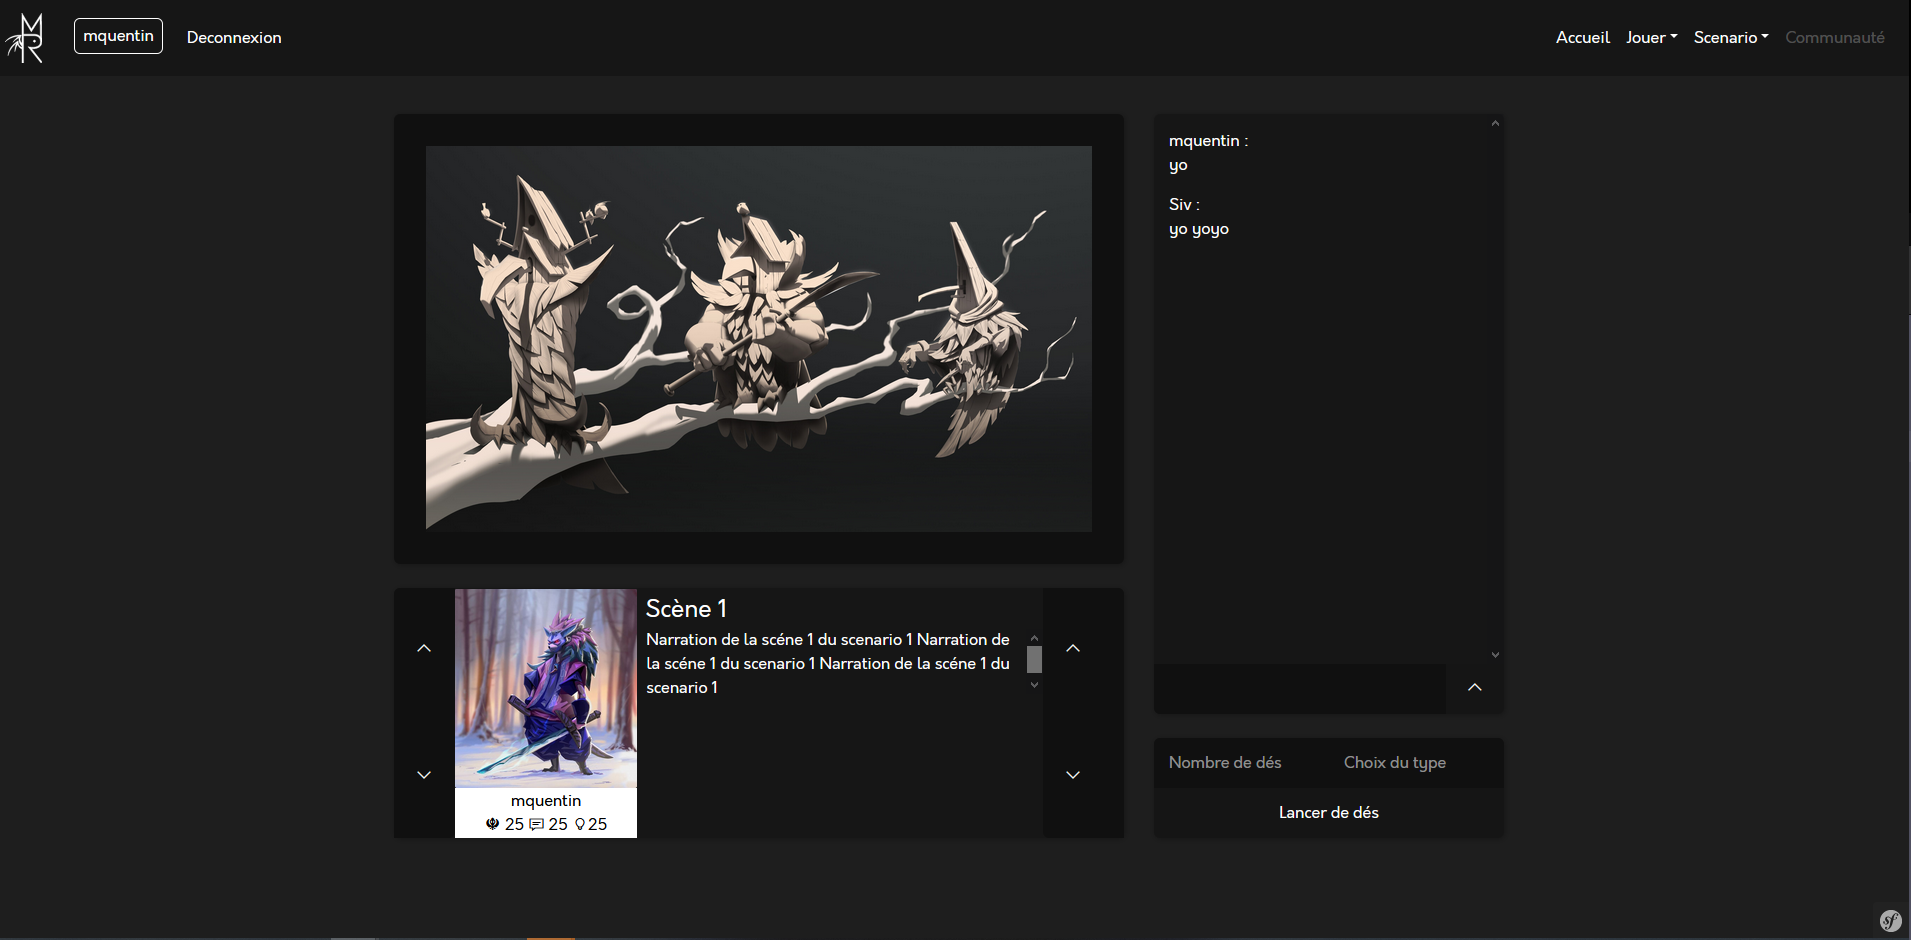 MR
mquentin
Deconnexion
Accueil
Jouer
Scenario
Communauté
mquentin :
yo
Siv :
yo yoyo
Scène 1
Narration de la scéne 1 du scenario 1 Narration de
la scéne 1 du scenario 1 Narration de la scéne 1 du
scenario 1
mquentin
25 25 25
Nombre de dés
Choix du type
Lancer de dés
sf